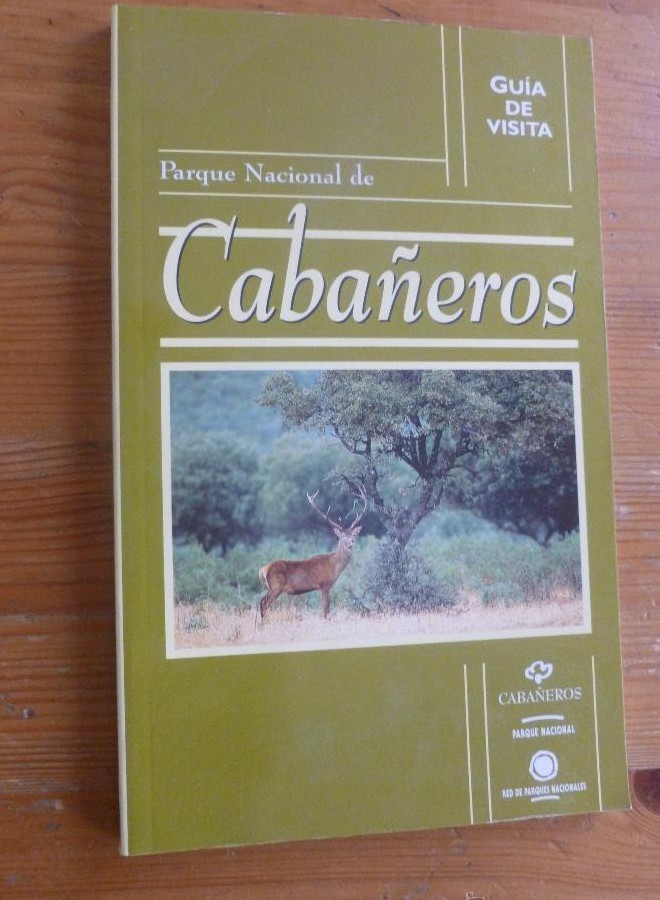 GUÍA
DE
VISITA
Parque Nacional de
Cabañeros
CABAÑEROS
PARQUE NACIONAL
RED DE PARQUES NACIONALES